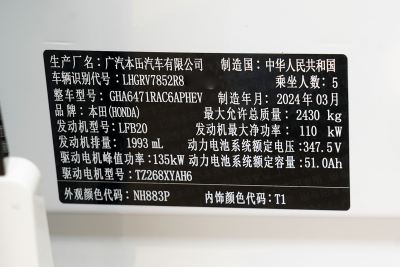 生产厂名：广汽本田汽车有限公司 制造国：中华人民共和国
车辆识别代号：LHGRV7852R8 乘坐人数：5
整车型号：GHA6471RAC6APHEV 制造年月：2024年03月
品牌：本田(HONDA) 最大允许总质量：2430 kg
发动机型号：LFB20 发动机最大净功率：110 kW
发动机排量：1993 mL 动力电池系统额定电压：347.5V
驱动电机峰值功率：135kW 动力电池系统额定容量：51.0Ah
驱动电机型号：TZ268XYAH6
外观颜色代码：NH883P 内饰颜色代码：T1